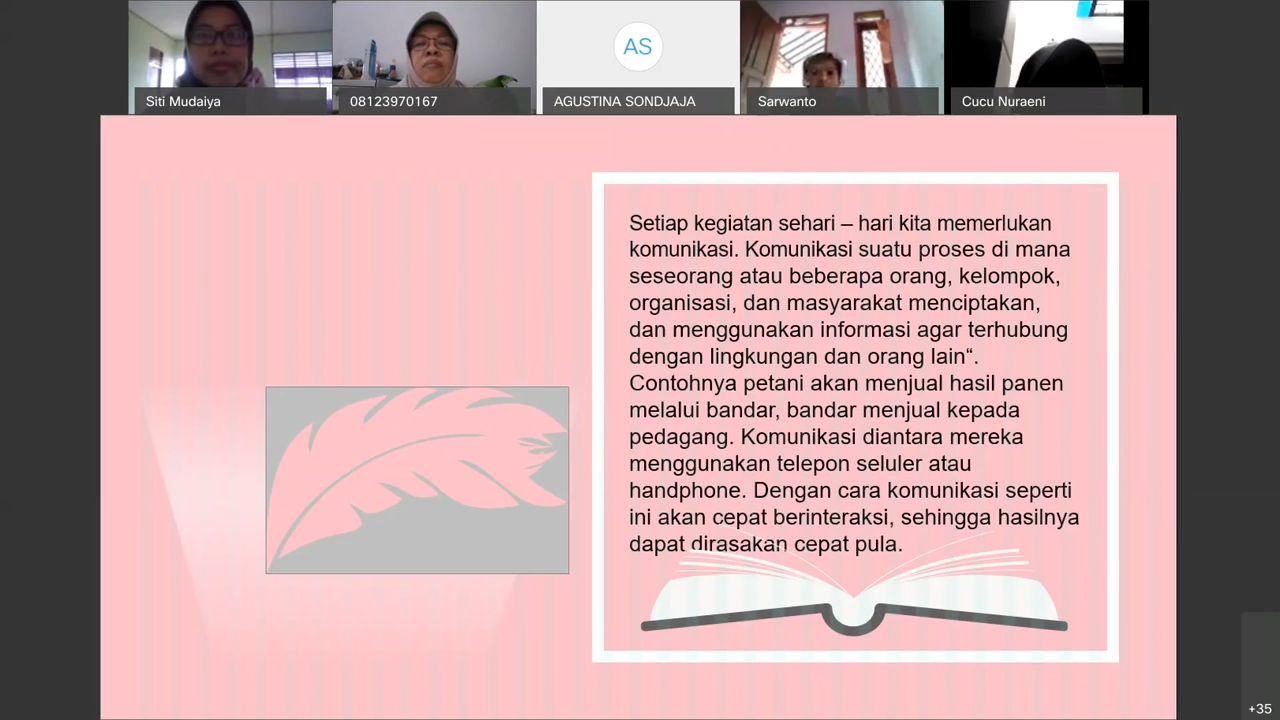 Siti Mudaiya
08123970167
AS
AGUSTINA SONDJAJA
Sarwanto
Cucu Nuraeni
Setiap kegiatan sehari – hari kita memerlukan
komunikasi. Komunikasi suatu proses di mana
seseorang atau beberapa orang, kelompok,
organisasi, dan masyarakat menciptakan,
dan menggunakan informasi agar terhubung
dengan lingkungan dan orang lain“.
Contohnya petani akan menjual hasil panen
melalui bandar, bandar menjual kepada
pedagang. Komunikasi diantara mereka
menggunakan telepon seluler atau
handphone. Dengan cara komunikasi seperti
ini akan cepat berinteraksi, sehingga hasilnya
dapat dirasakan cepat pula.
+35